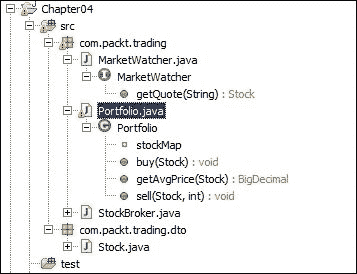 Chapter04
src
com.packt.trading
MarketWatcher.java
MarketWatcher
getQuote(String) : Stock
Portfolio.java
Portfolio
stockMap
buy(Stock) : void
getAvgPrice(Stock) : BigDecimal
sell(Stock, int) : void
StockBroker.java
com.packt.trading.dto
Stock.java
test